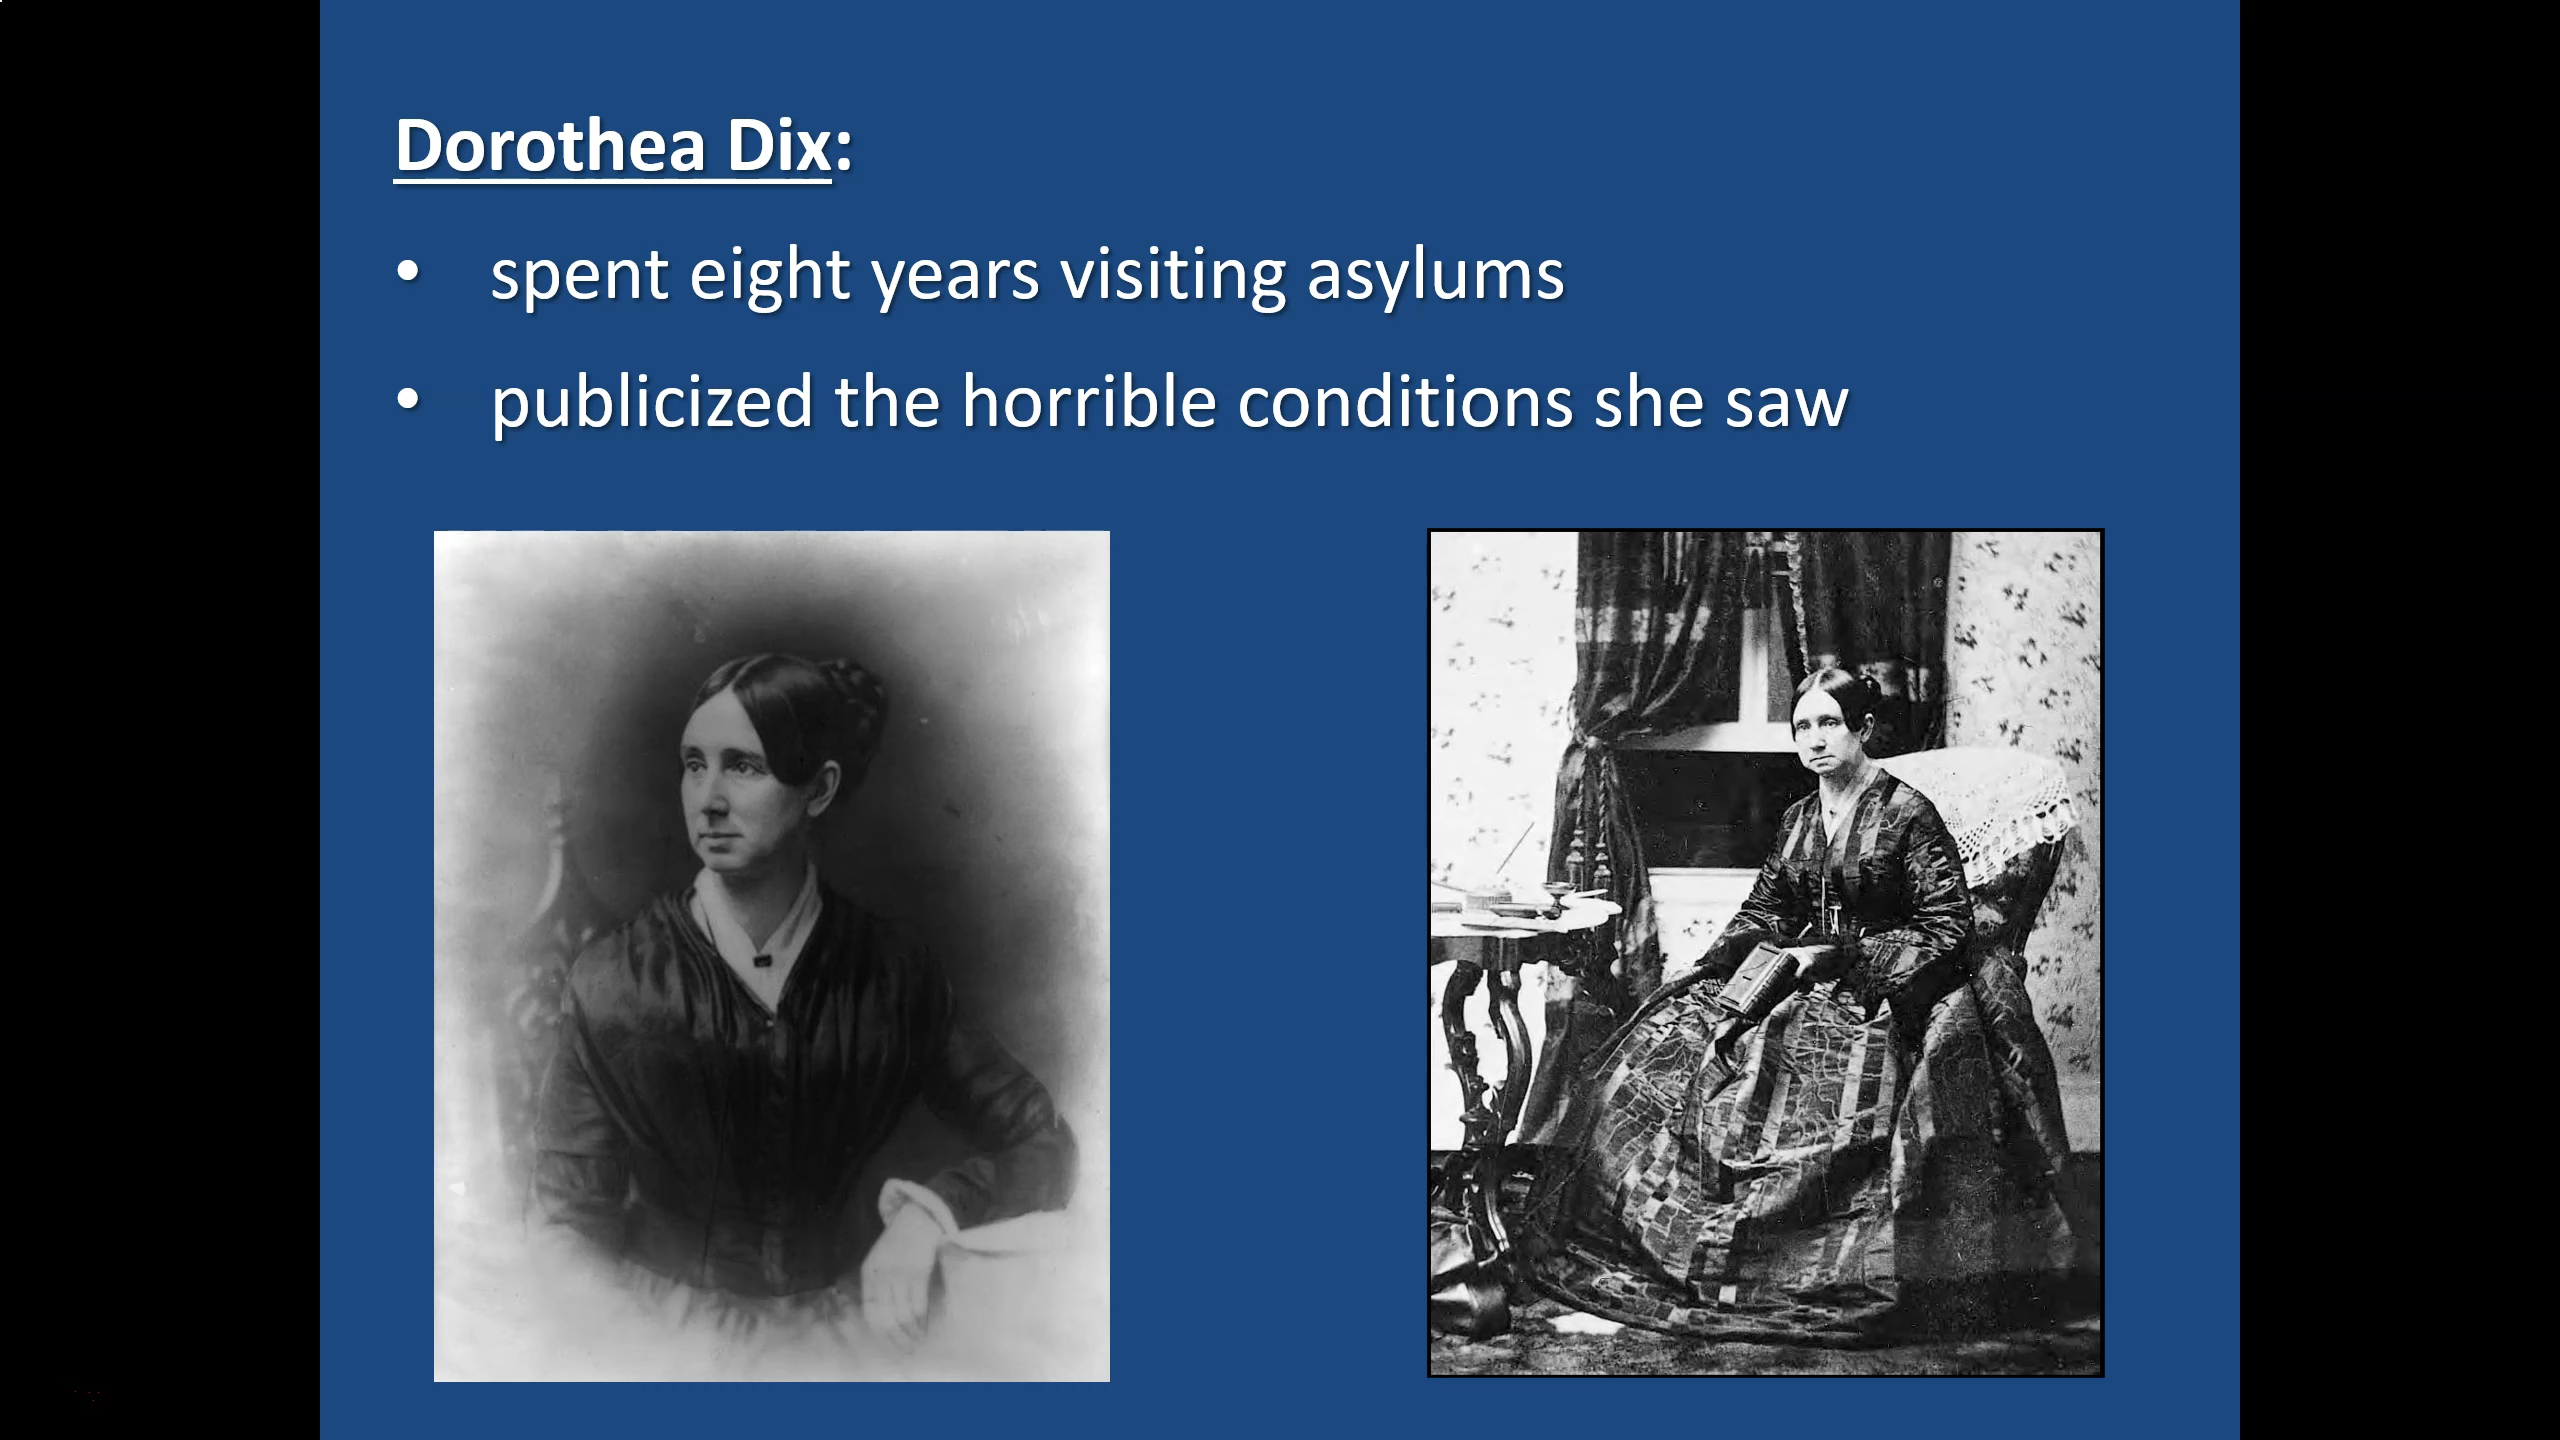 Dorothea Dix:
• spent eight years visiting asylums
• publicized the horrible conditions she saw